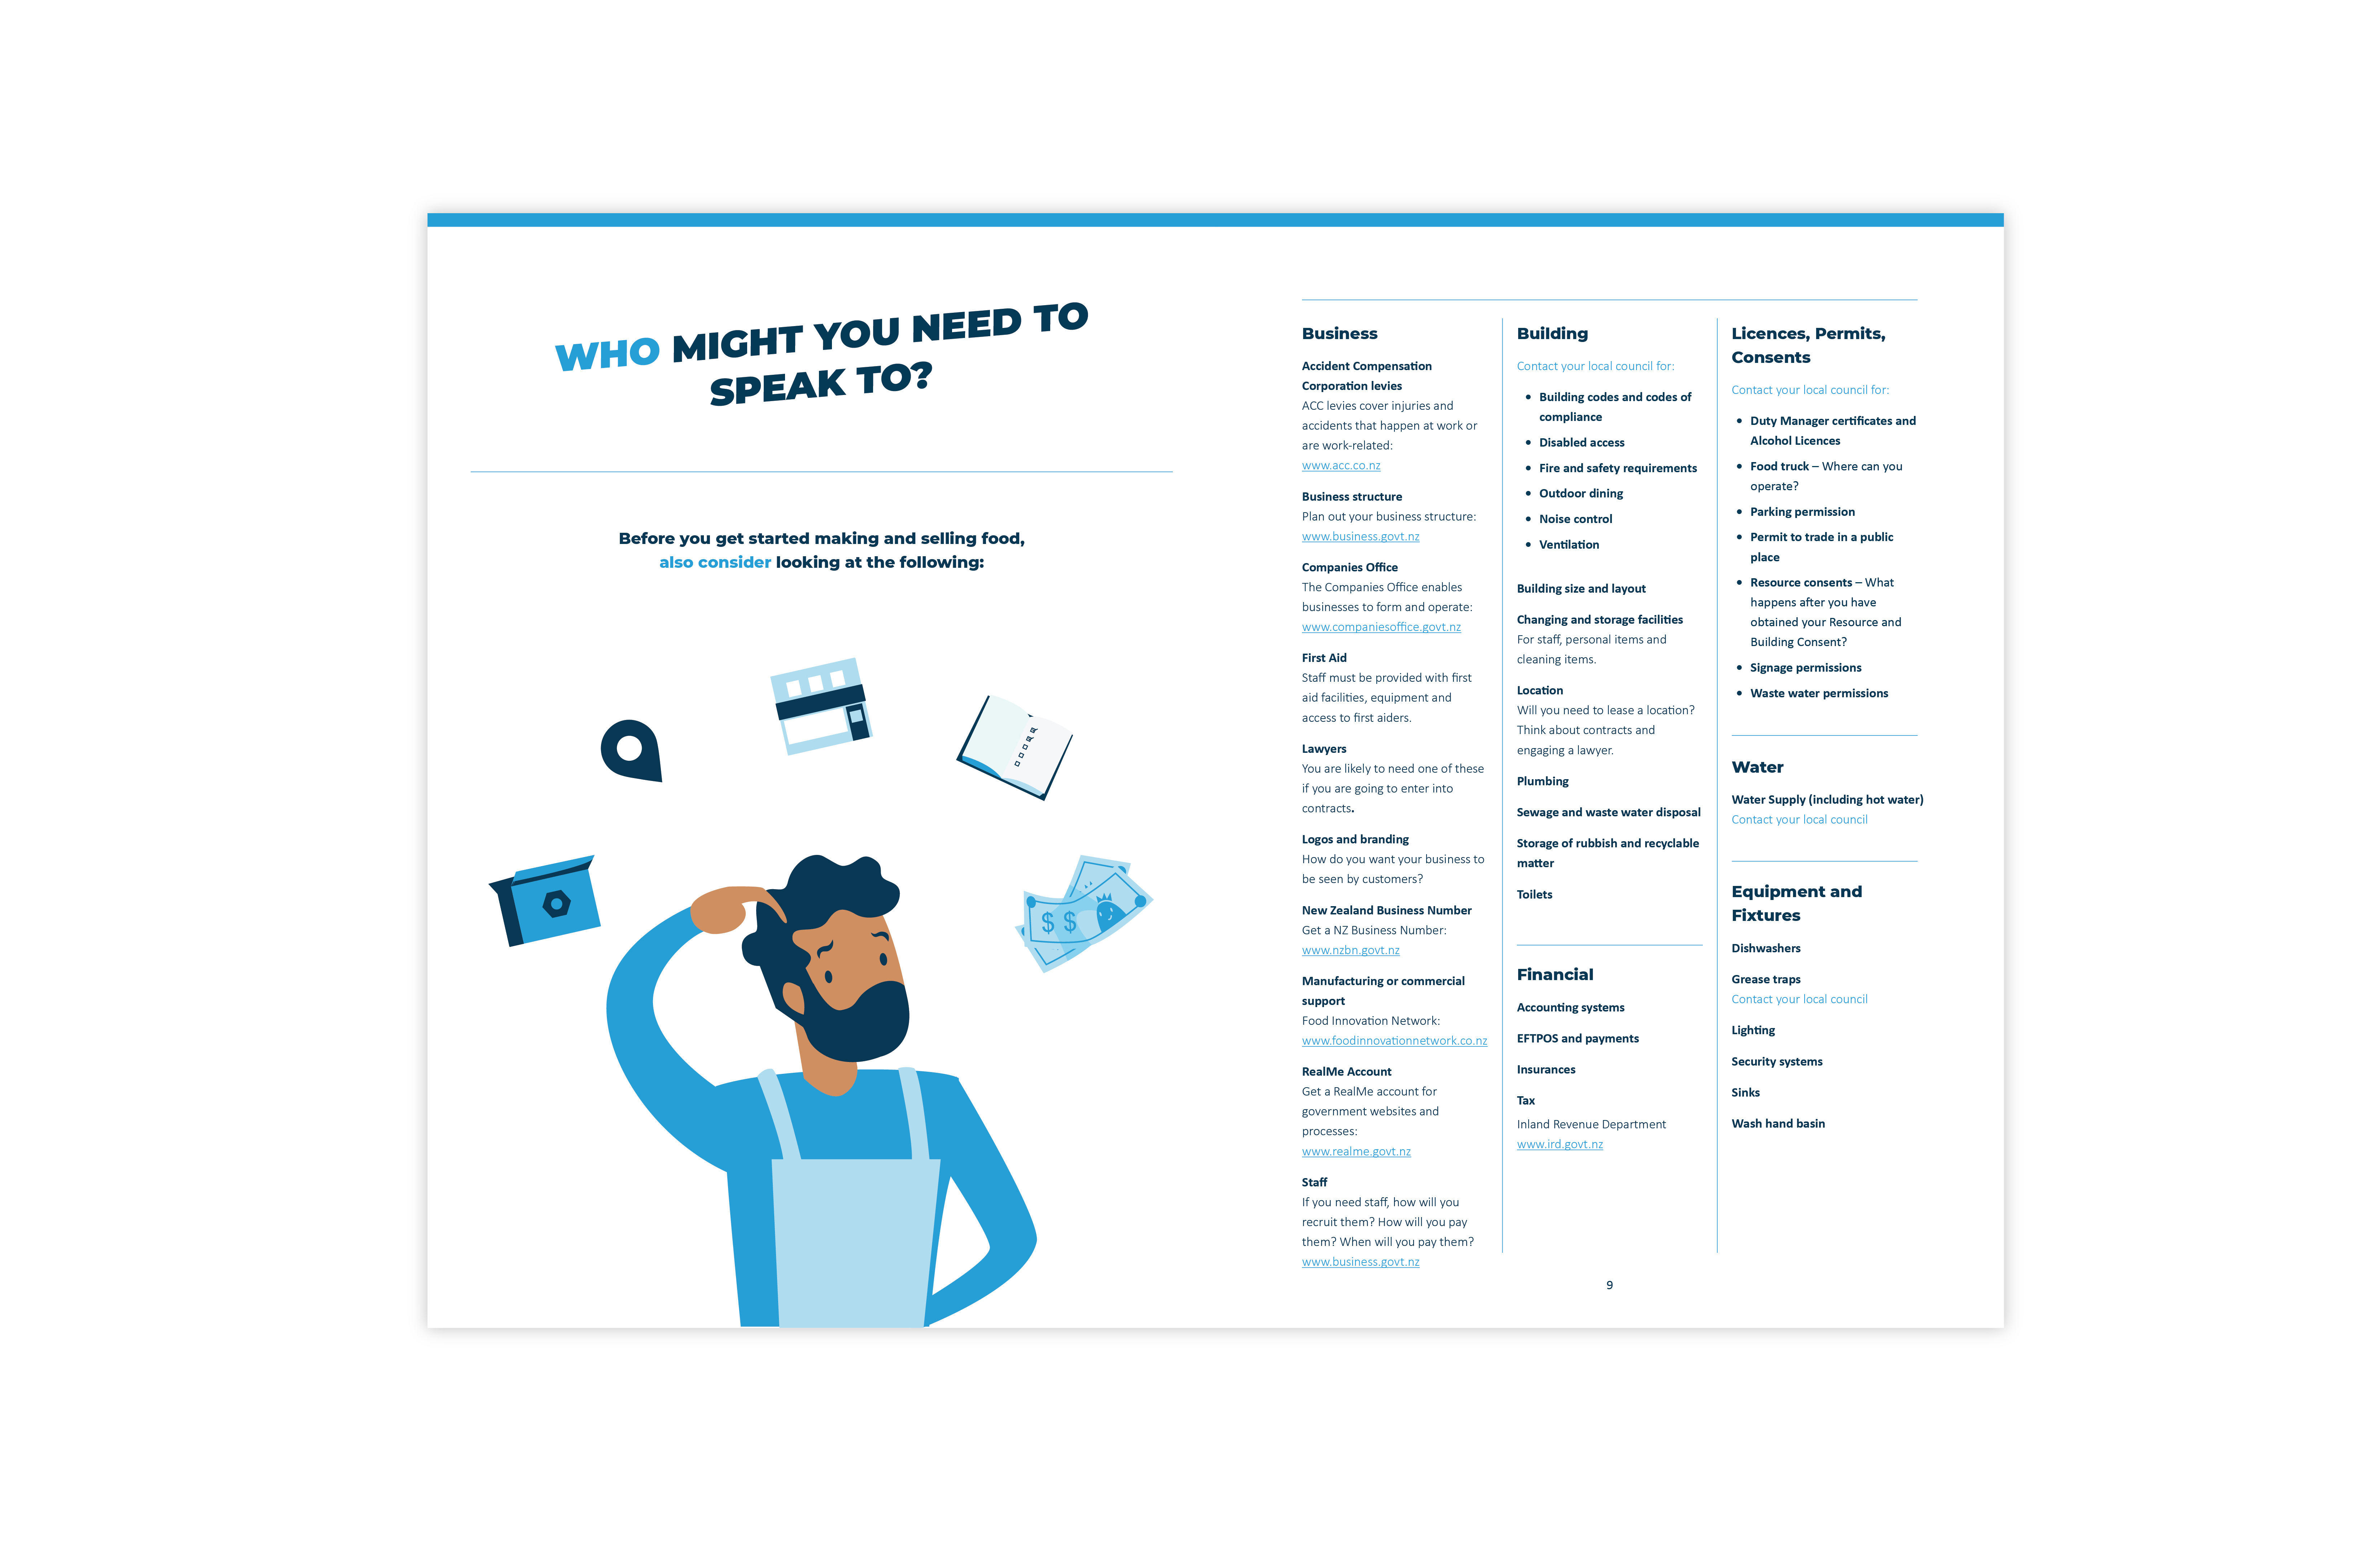 WHO MIGHT YOU NEED TO
SPEAK TO?
Before you get started making and selling food,
also consider looking at the following:
$ $
Business
Accident Compensation
Corporation levies
ACC levies cover injuries and
accidents that happen at work or
are work-related:
www.acc.co.nz
Business structure
Plan out your business structure:
www.business.govt.nz
Companies Office
The Companies Office enables
businesses to form and operate:
www.companiesoffice.govt.nz
First Aid
Staff must be provided with first
aid facilities, equipment and
access to first aiders.
Lawyers
You are likely to need one of these
if you are going to enter into
contracts.
Logos and branding
How do you want your business to
be seen by customers?
New Zealand Business Number
Get a NZ Business Number:
www.nzbn.govt.nz
Manufacturing or commercial
support
Food Innovation Network:
www.foodinnovationnetwork.co.nz
RealMe Account
Get a RealMe account for
government websites and
processes:
www.realme.govt.nz
Staff
If you need staff, how will you
recruit them? How will you pay
them? When will you pay them?
www.business.govt.nz
Building
Contact your local council for:
• Building codes and codes of
compliance
• Disabled access
• Fire and safety requirements
• Outdoor dining
• Noise control
• Ventilation
Building size and layout
Changing and storage facilities
For staff, personal items and
cleaning items.
Location
Will you need to lease a location?
Think about contracts and
engaging a lawyer.
Plumbing
Sewage and waste water disposal
Storage of rubbish and recyclable
matter
Toilets
Financial
Accounting systems
EFTPOS and payments
Insurances
Tax
Inland Revenue Department
www.ird.govt.nz
Licences, Permits,
Consents
Contact your local council for:
• Duty Manager certificates and
Alcohol Licences
• Food truck – Where can you
operate?
• Parking permission
• Permit to trade in a public
place
• Resource consents – What
happens after you have
obtained your Resource and
Building Consent?
• Signage permissions
• Waste water permissions
Water
Water Supply (including hot water)
Contact your local council
Equipment and
Fixtures
Dishwashers
Grease traps
Contact your local council
Lighting
Security systems
Sinks
Wash hand basin
9